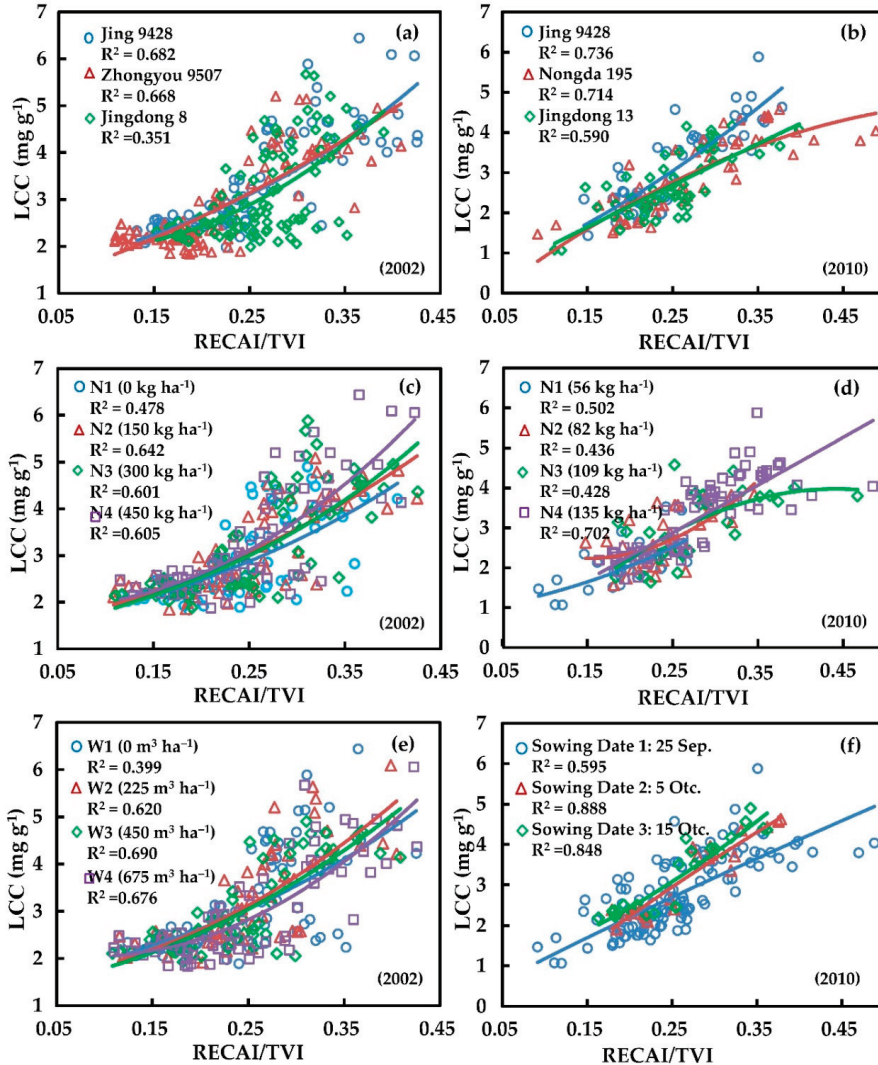 (a)
Jing 9428
R² = 0.682
Zhongyou 9507
R² = 0.668
Jingdong 8
R² =0.351
LCC (mg g⁻¹)
7
6
5
4
3
2
1
(2002)
0.05 0.15 0.25 0.35 0.45
RECAI/TVI
(b)
Jing 9428
R² = 0.736
Nongda 195
R² = 0.714
Jingdong 13
R² =0.590
LCC (mg g⁻¹)
7
6
5
4
3
2
1
0
(2010)
0.05 0.15 0.25 0.35 0.45
RECAI/TVI
(c)
N1 (0 kg ha⁻¹)
R² = 0.478
N2 (150 kg ha⁻¹)
R² = 0.642
N3 (300 kg ha⁻¹)
R² =0.601
N4 (450 kg ha⁻¹)
R² =0.605
LCC (mg g⁻¹)
7
6
5
4
3
2
1
(2002)
0.05 0.15 0.25 0.35 0.45
RECAI/TVI
(d)
N1 (56 kg ha⁻¹)
R² = 0.502
N2 (82 kg ha⁻¹)
R² = 0.436
N3 (109 kg ha⁻¹)
R² =0.428
N4 (135 kg ha⁻¹)
R² =0.702
LCC (mg g⁻¹)
7
6
5
4
3
2
1
0
(2010)
0.05 0.15 0.25 0.35 0.45
RECAI/TVI
(e)
W1 (0 m³ ha⁻¹)
R² = 0.399
W2 (225 m³ ha⁻¹)
R² = 0.620
W3 (450 m³ ha⁻¹)
R² =0.690
W4 (675 m³ ha⁻¹)
R² =0.676
LCC (mg g⁻¹)
7
6
5
4
3
2
1
(2002)
0.05 0.15 0.25 0.35 0.45
RECAI/TVI
(f)
Sowing Date 1: 25 Sep.
R² = 0.595
Sowing Date 2: 5 Otc.
R² = 0.888
Sowing Date 3: 15 Otc.
R² =0.848
LCC (mg g⁻¹)
7
6
5
4
3
2
1
0
(2010)
0.05 0.15 0.25 0.35 0.45
RECAI/TVI